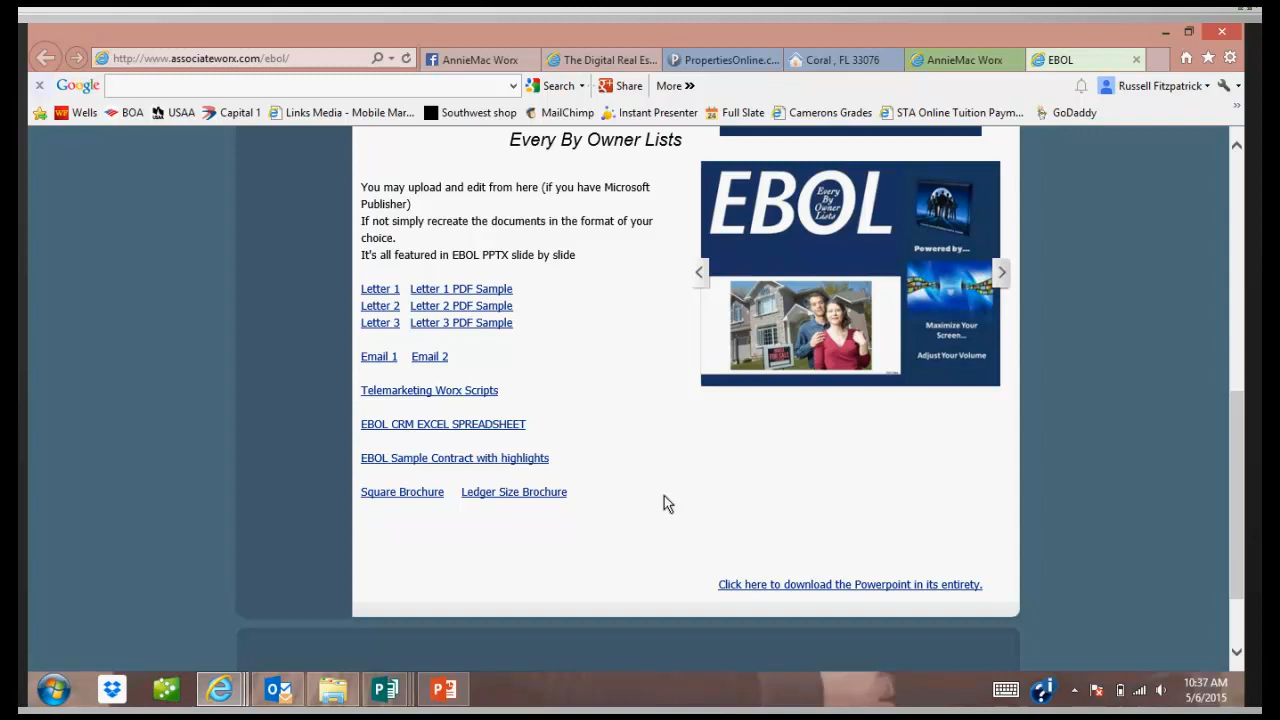 http://www.associateworx.com/ebol/
AnnieMac Worx
The Digital Real Es...
PropertiesOnline.c...
Coral , FL 33076
AnnieMac Worx
EBOL
Google
Search
Share
More »
Russell Fitzpatrick
Wells
BOA
USAA
Capital 1
Links Media - Mobile Mar...
Southwest shop
MailChimp
Instant Presenter
Full Slate
Camerons Grades
STA Online Tuition Paym...
GoDaddy
Every By Owner Lists
You may upload and edit from here (if you have Microsoft
Publisher)
If not simply recreate the documents in the format of your
choice.
It's all featured in EBOL PPTX slide by slide
Letter 1 Letter 1 PDF Sample
Letter 2 Letter 2 PDF Sample
Letter 3 Letter 3 PDF Sample
Email 1 Email 2
Telemarketing Worx Scripts
EBOL CRM EXCEL SPREADSHEET
EBOL Sample Contract with highlights
Square Brochure Ledger Size Brochure
EBOL
Every
By
Owner
Lists
Powered by...
Maximize Your
Screen...
Adjust Your Volume
Click here to download the Powerpoint in its entirety.
10:37 AM
5/6/2015